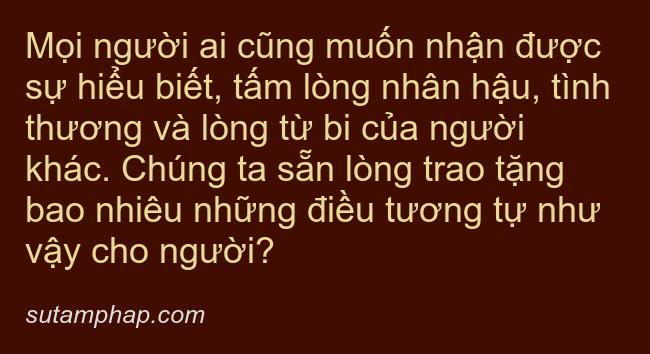 Mọi người ai cũng muốn nhận được
sự hiểu biết, tấm lòng nhân hậu, tình
thương và lòng từ bi của người
khác. Chúng ta sẵn lòng trao tặng
bao nhiêu những điều tương tự như
vậy cho người?
sutamphap.com